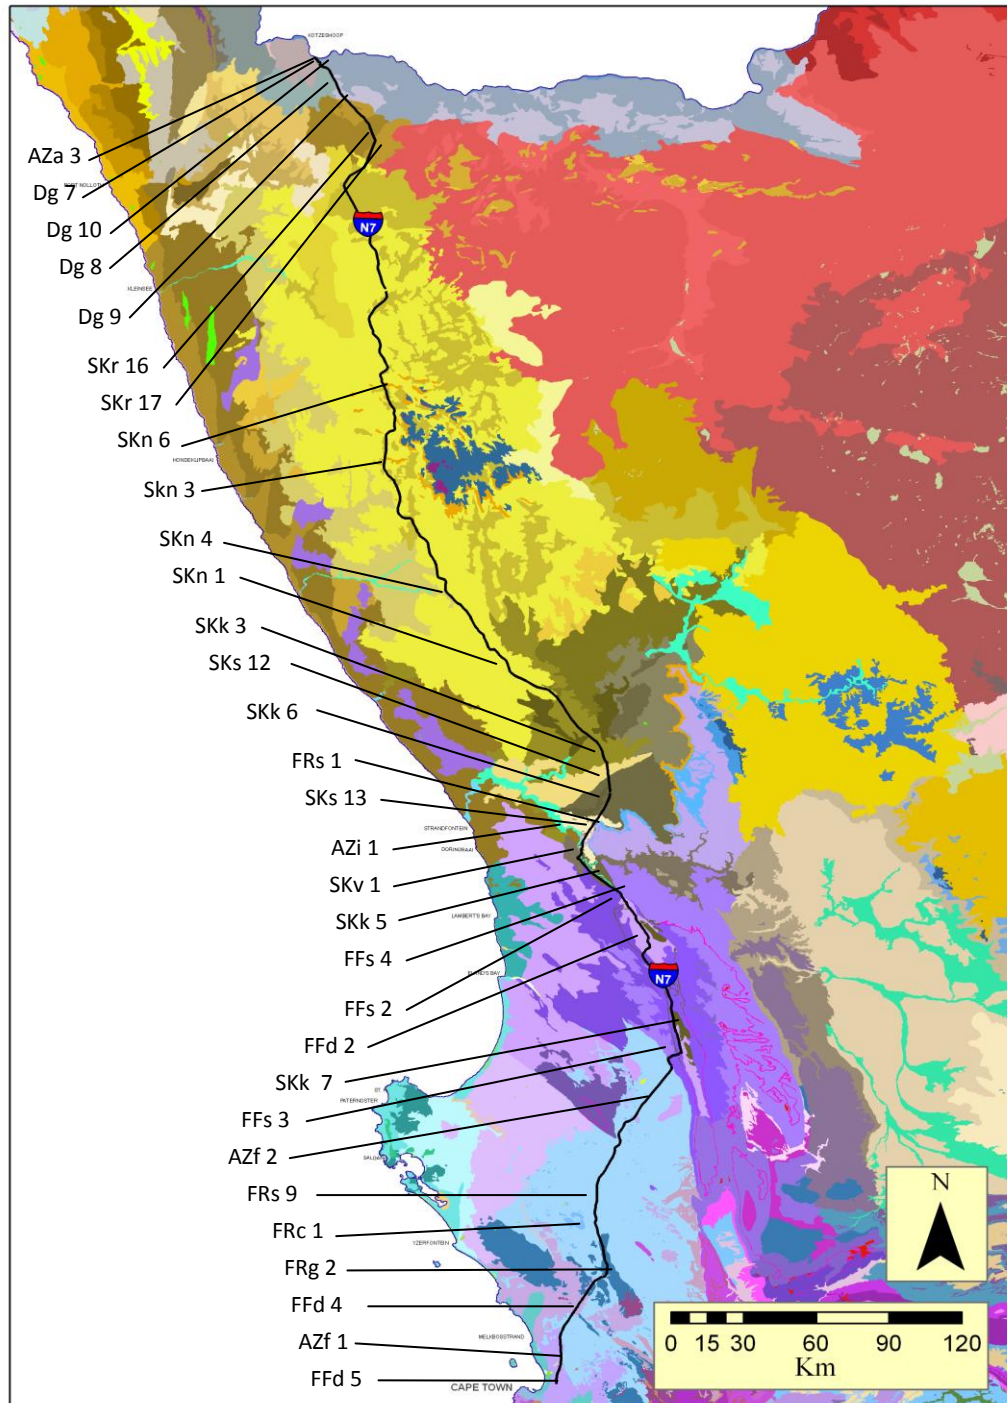 KOTZESHOOP
AZa 3
Dg 7
Dg 10
Dg 8
N7
Dg 9
KLEINSEE
SKr 16
SKr 17
SKn 6
Skn 3
SKn 4
SKn 1
SKk 3
SKs 12
SKk 6
FRs 1
SKs 13
STRANDFONTEIN
AZi 1
DORINGBAAI
SKv 1
SKk 5
LAMBERT'S BAY
FFs 4
N7
FFs 2
FFd 2
SKk 7
PATERNOSTER
FFs 3
AZf 2
FRs 9
FRc 1
YZERFONTEIN
FRg 2
FFd 4
MELKBOSSTRAND
AZf 1
FFd 5
CAPE TOWN
N
0 15 30 60 90 120
Km